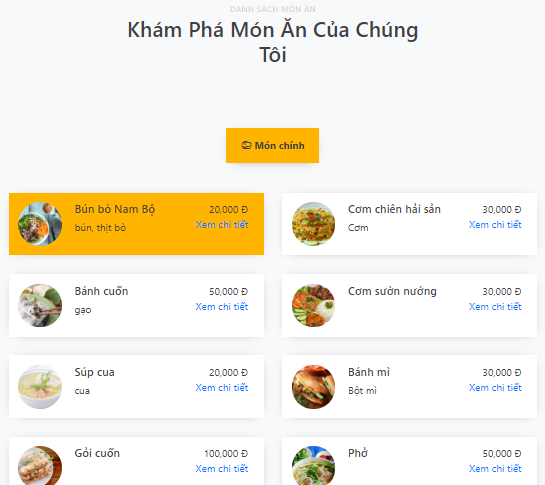 DANH SÁCH MÓN ĂN
Khám Phá Món Ăn Của Chúng
Tôi
Món chính
Bún bò Nam Bộ
20,000 Đ
bún, thịt bò
Xem chi tiết
Cơm chiên hải sản
30,000 Đ
Cơm
Xem chi tiết
Bánh cuốn
50,000 Đ
gạo
Xem chi tiết
Cơm sườn nướng
30,000 Đ
Xem chi tiết
Súp cua
20,000 Đ
cua
Xem chi tiết
Bánh mì
30,000 Đ
Bột mì
Xem chi tiết
Gỏi cuốn
100,000 Đ
Xem chi tiết
Phở
50,000 Đ
Xem chi tiết